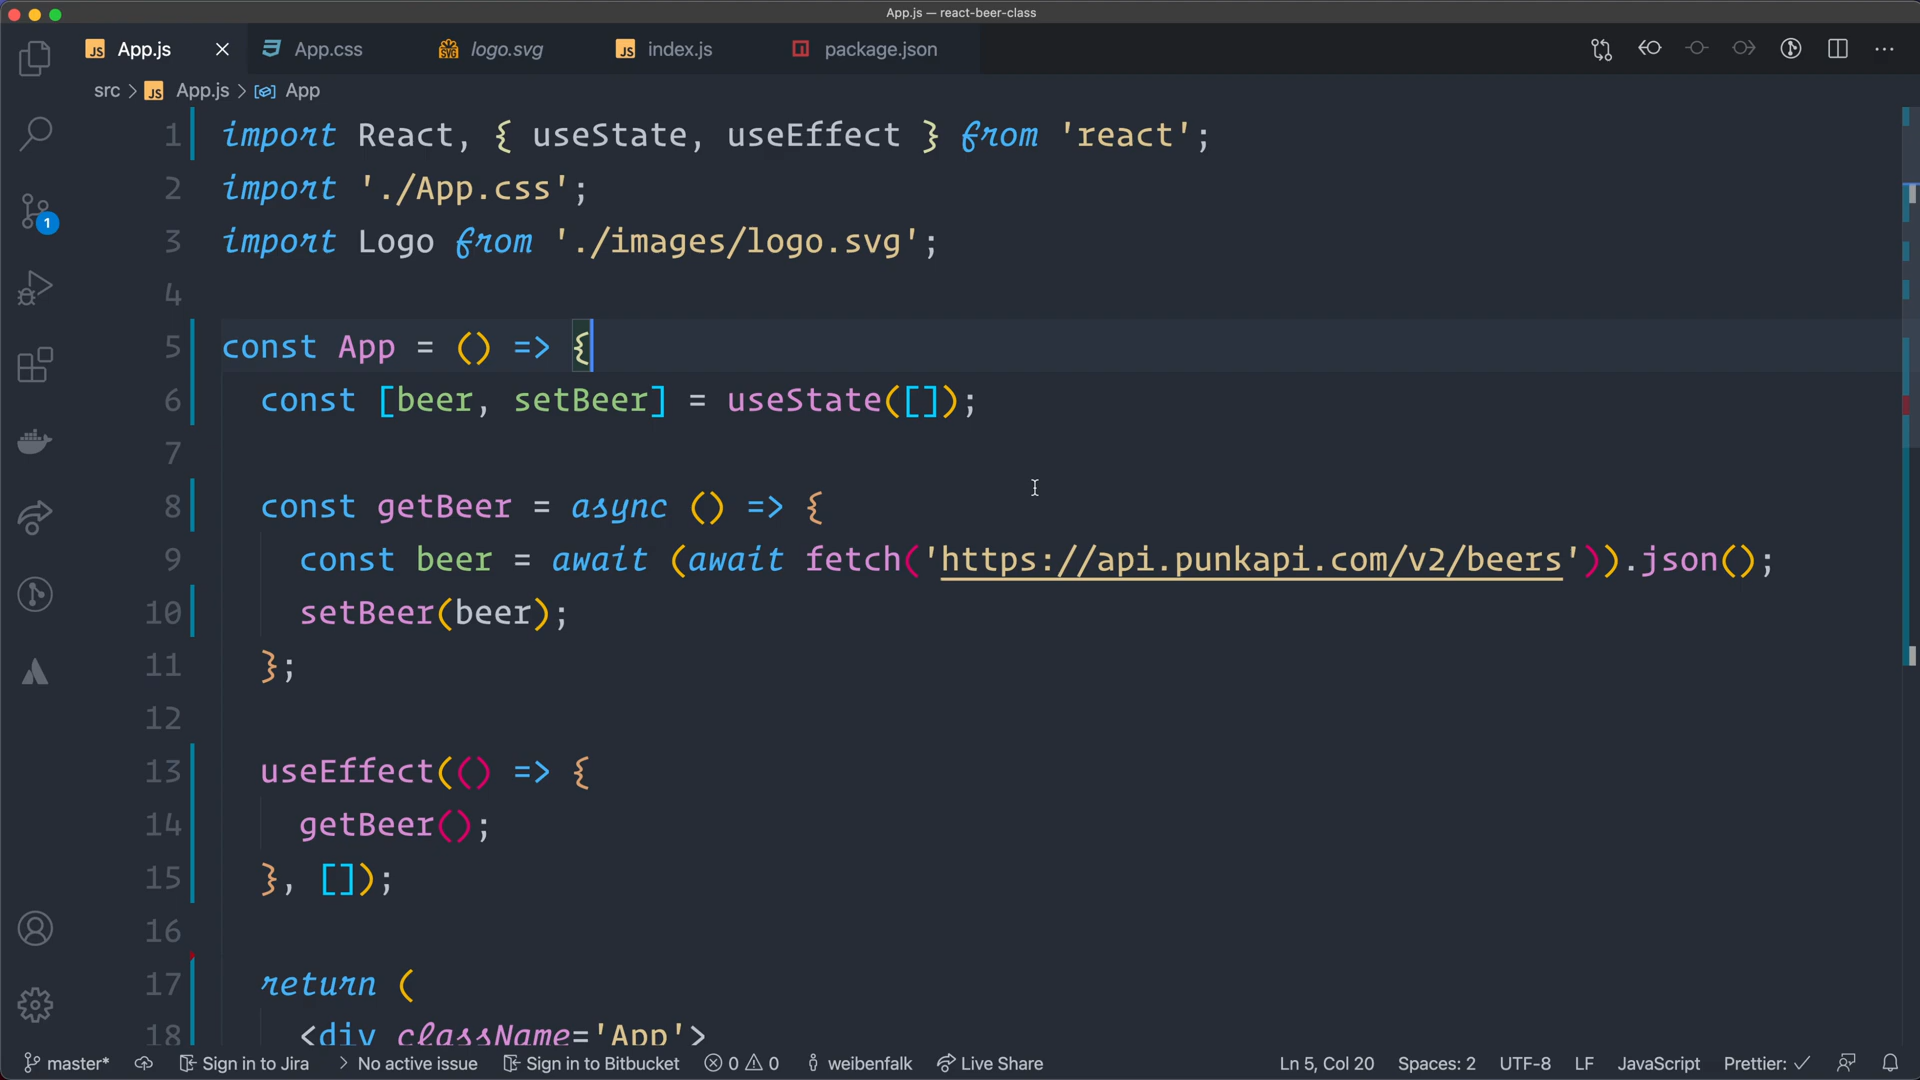 App.js — react-beer-class
App.js App.css logo.svg index.js package.json
src > App.js > App
1 import React, { useState, useEffect } from 'react';
2 import './App.css';
3 import Logo from './images/logo.svg';
4
5 const App = () => {
6 const [beer, setBeer] = useState([]);
7
8 const getBeer = async () => {
9 const beer = await (await fetch('https://api.punkapi.com/v2/beers')).json();
10 setBeer(beer);
11 };
12
13 useEffect(() => {
14 getBeer();
15 }, []);
16
17 return (
18 <div className='App'>
1
master* Sign in to Jira > No active issue Sign in to Bitbucket 0 0 weibenfalk Live Share Ln 5, Col 20 Spaces: 2 UTF-8 LF JavaScript Prettier: ✓